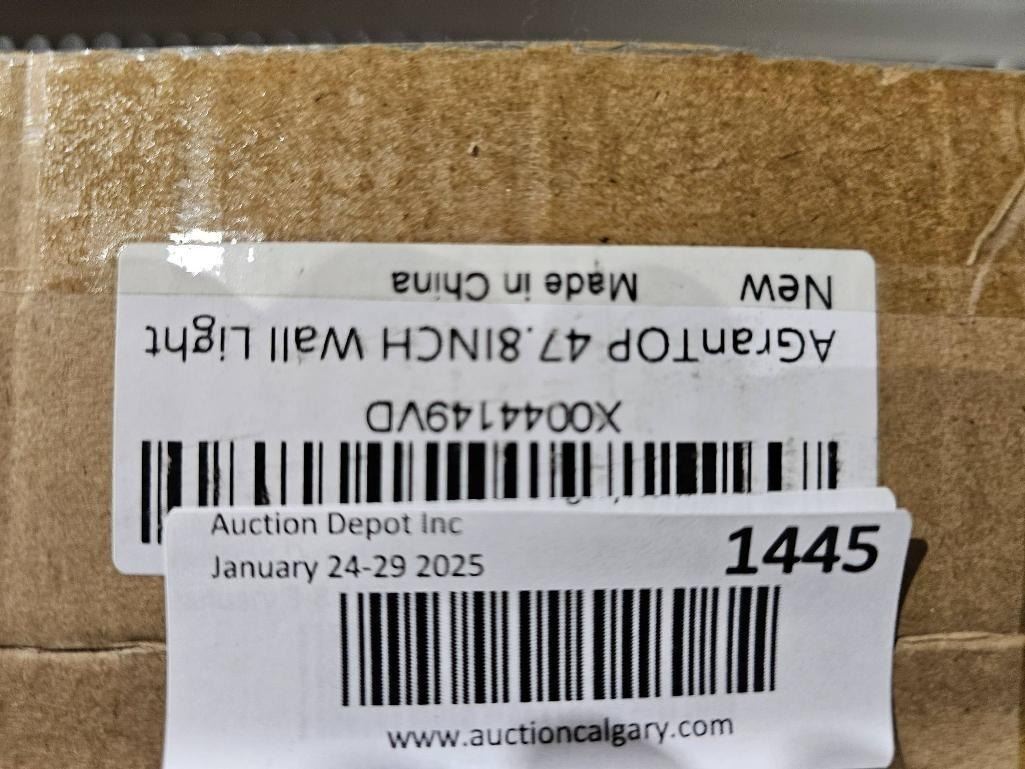 X0044149VD
AGranTOP 47.8INCH Wall Light
New Made in China
Auction Depot Inc
January 24-29 2025
1445
www.auctioncalgary.com